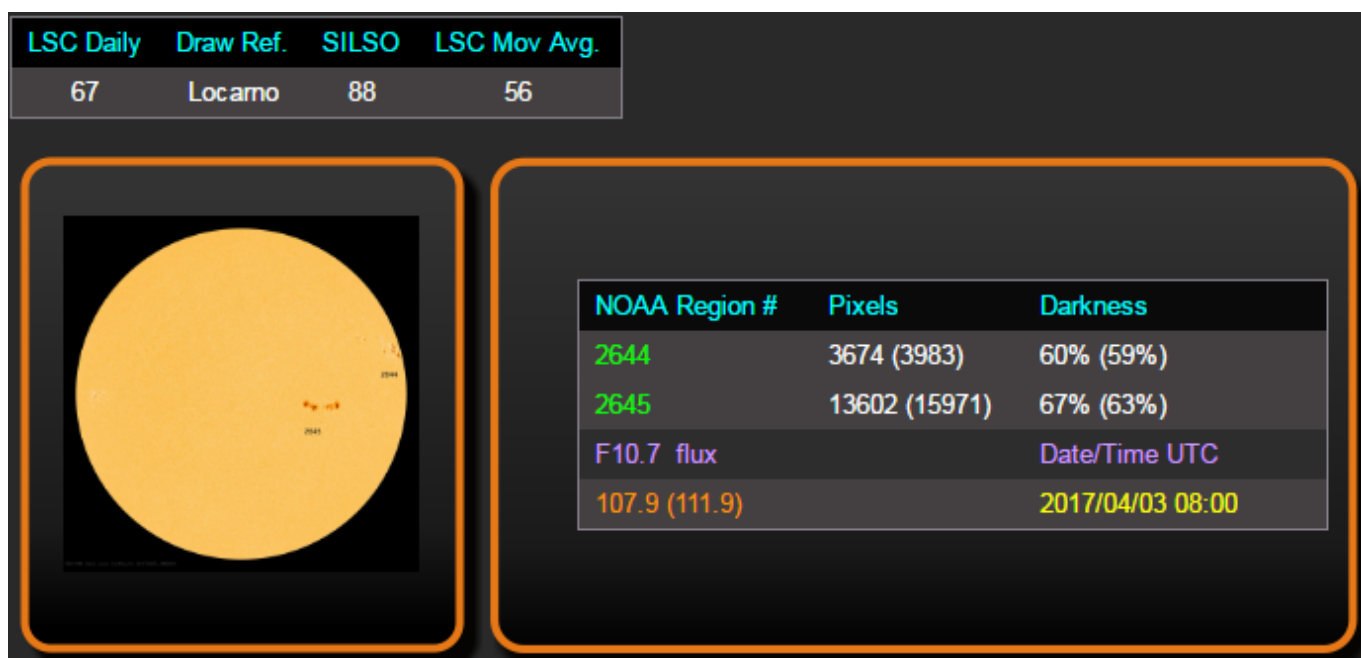 LSC Daily Draw Ref. SILSO LSC Mov Avg.
67 Locarno 88 56
2644
2645
NOAA Region # Pixels Darkness
2644 3674 (3983) 60% (59%)
2645 13602 (15971) 67% (63%)
F10.7 flux Date/Time UTC
107.9 (111.9) 2017/04/03 08:00